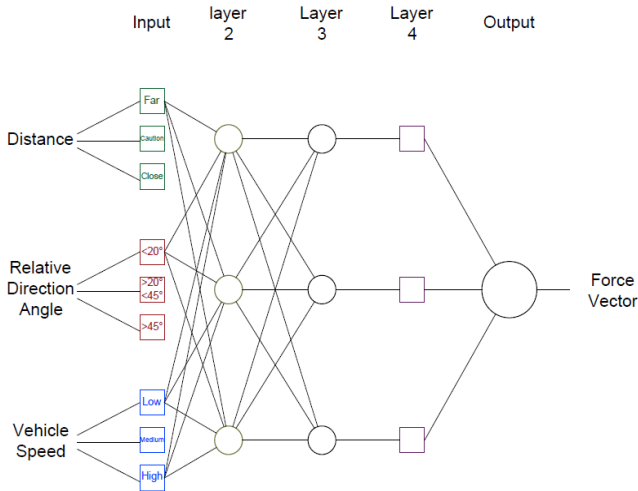 Input
layer
2
Layer
3
Layer
4
Output
Distance
Far
Caution
Close
Relative
Direction
Angle
<20°
>20°
<45°
>45°
Vehicle
Speed
Low
Medium
High
Force
Vector